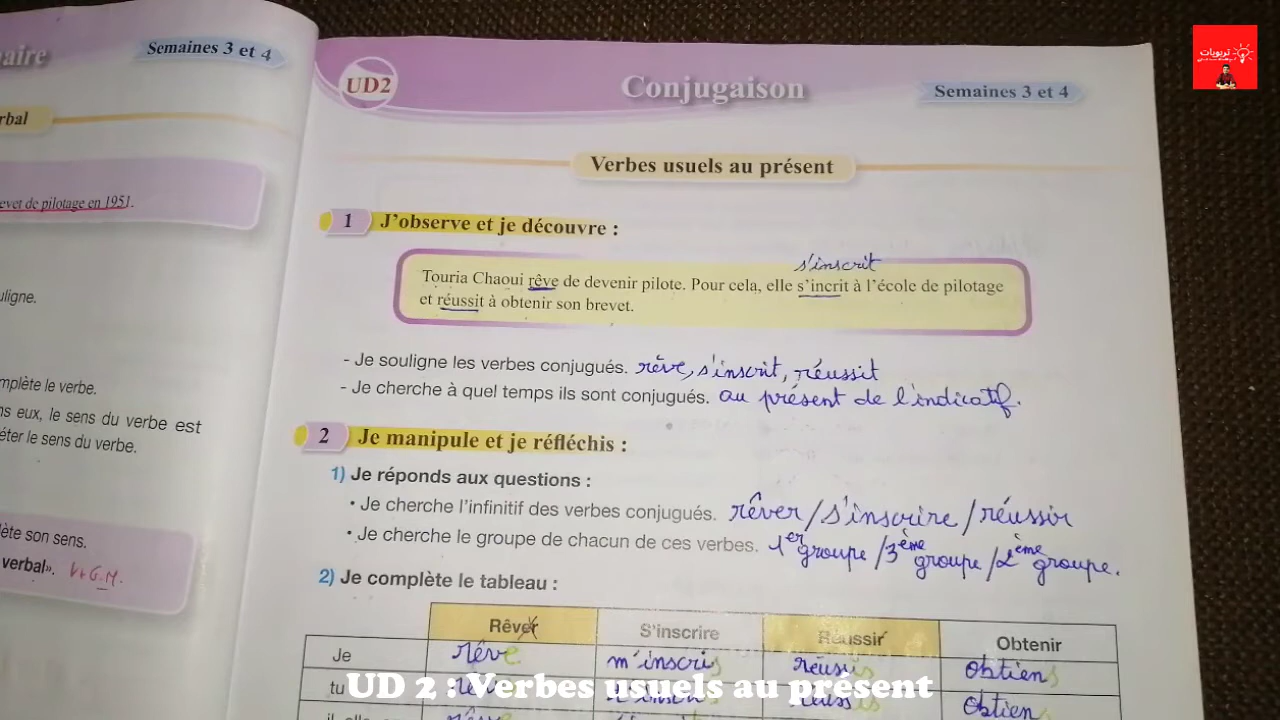 aire
Semaines 3 et 4
rbal
evet de pilotage en 1951.
uligne.
mplète le verbe.
ns eux, le sens du verbe est
éter le sens du verbe.
lète son sens.
verbal». V+G.M.
UD2
Conjugaison
Semaines 3 et 4
تربويات
Verbes usuels au présent
1 J'observe et je découvre :
s'inscrit
Touria Chaoui rêve de devenir pilote. Pour cela, elle s'incrit à l'école de pilotage
et réussit à obtenir son brevet.
- Je souligne les verbes conjugués. rêve, s'inscrit, réussit
- Je cherche à quel temps ils sont conjugués. au présent de l'indicatif.
2 Je manipule et je réfléchis :
1) Je réponds aux questions :
• Je cherche l'infinitif des verbes conjugués. rêver / s'inscrire / réussir
• Je cherche le groupe de chacun de ces verbes. 1er groupe / 3ème groupe / 2ème groupe.
2) Je complète le tableau :
Rêver S'inscrire Réussir Obtenir
Je rêve m'inscris réussis obtiens
tu obtiens
UD 2 : Verbes usuels au présent